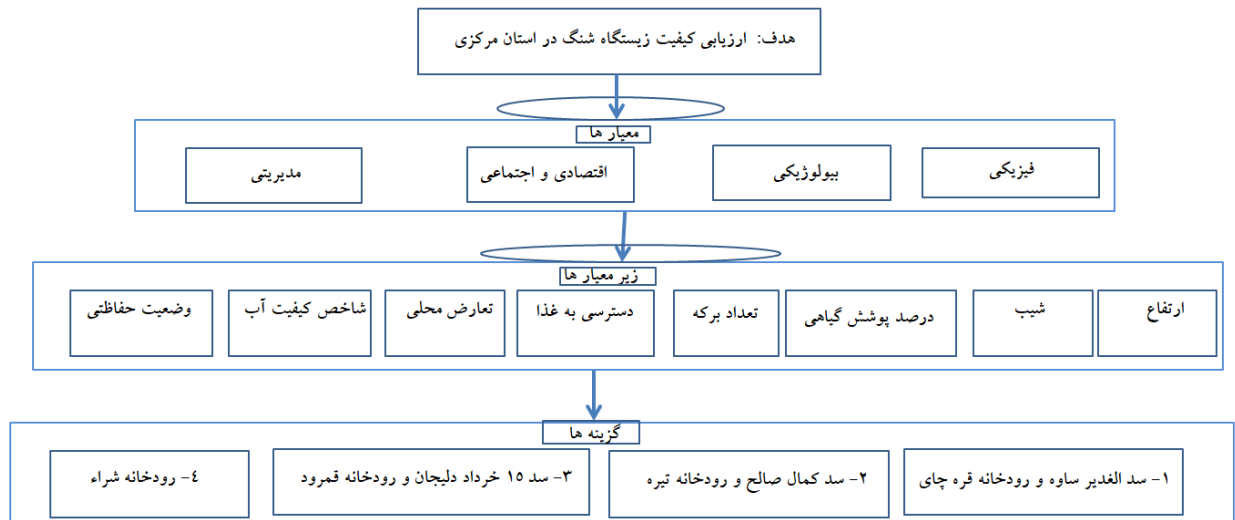 هدف: ارزیابی کیفیت زیستگاه شنگ در استان مرکزی
معیار ها
فیزیکی
بیولوژیکی
اقتصادی و اجتماعی
مدیریتی
زیر معیار ها
ارتفاع
شیب
درصد پوشش گیاهی
تعداد برکه
دسترسی به غذا
تعارض محلی
شاخص کیفیت آب
وضعیت حفاظتی
گزینه ها
۱- سد الغدیر ساوه و رودخانه قره چای
۲- سد کمال صالح و رودخانه تیره
۳- سد ۱۵ خرداد دلیجان و رودخانه قمرود
٤- رودخانه شراء